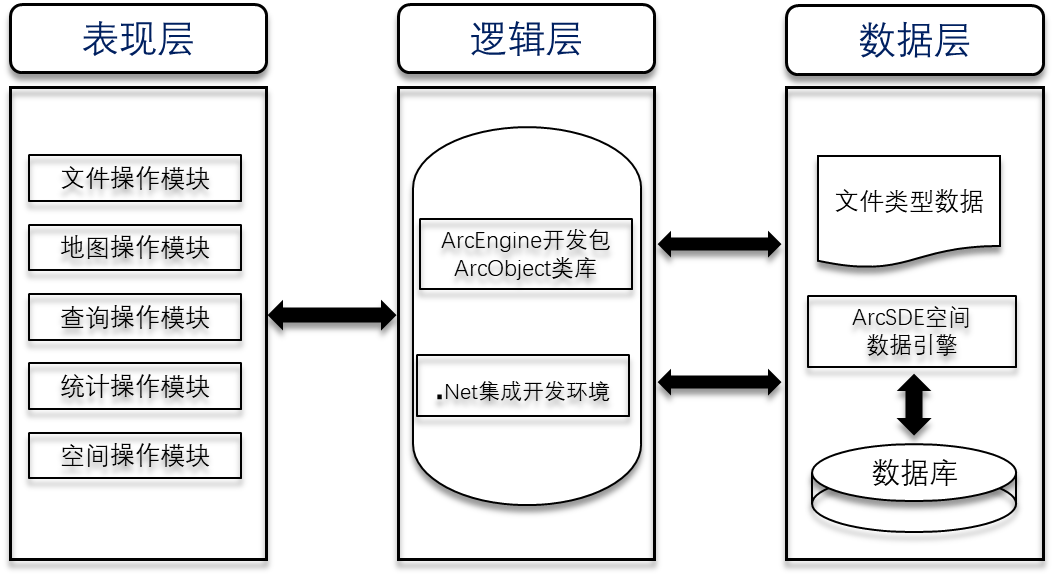 表现层
文件操作模块
地图操作模块
查询操作模块
统计操作模块
空间操作模块
逻辑层
ArcEngine开发包
ArcObject类库
.Net集成开发环境
数据层
文件类型数据
ArcSDE空间
数据引擎
数据库